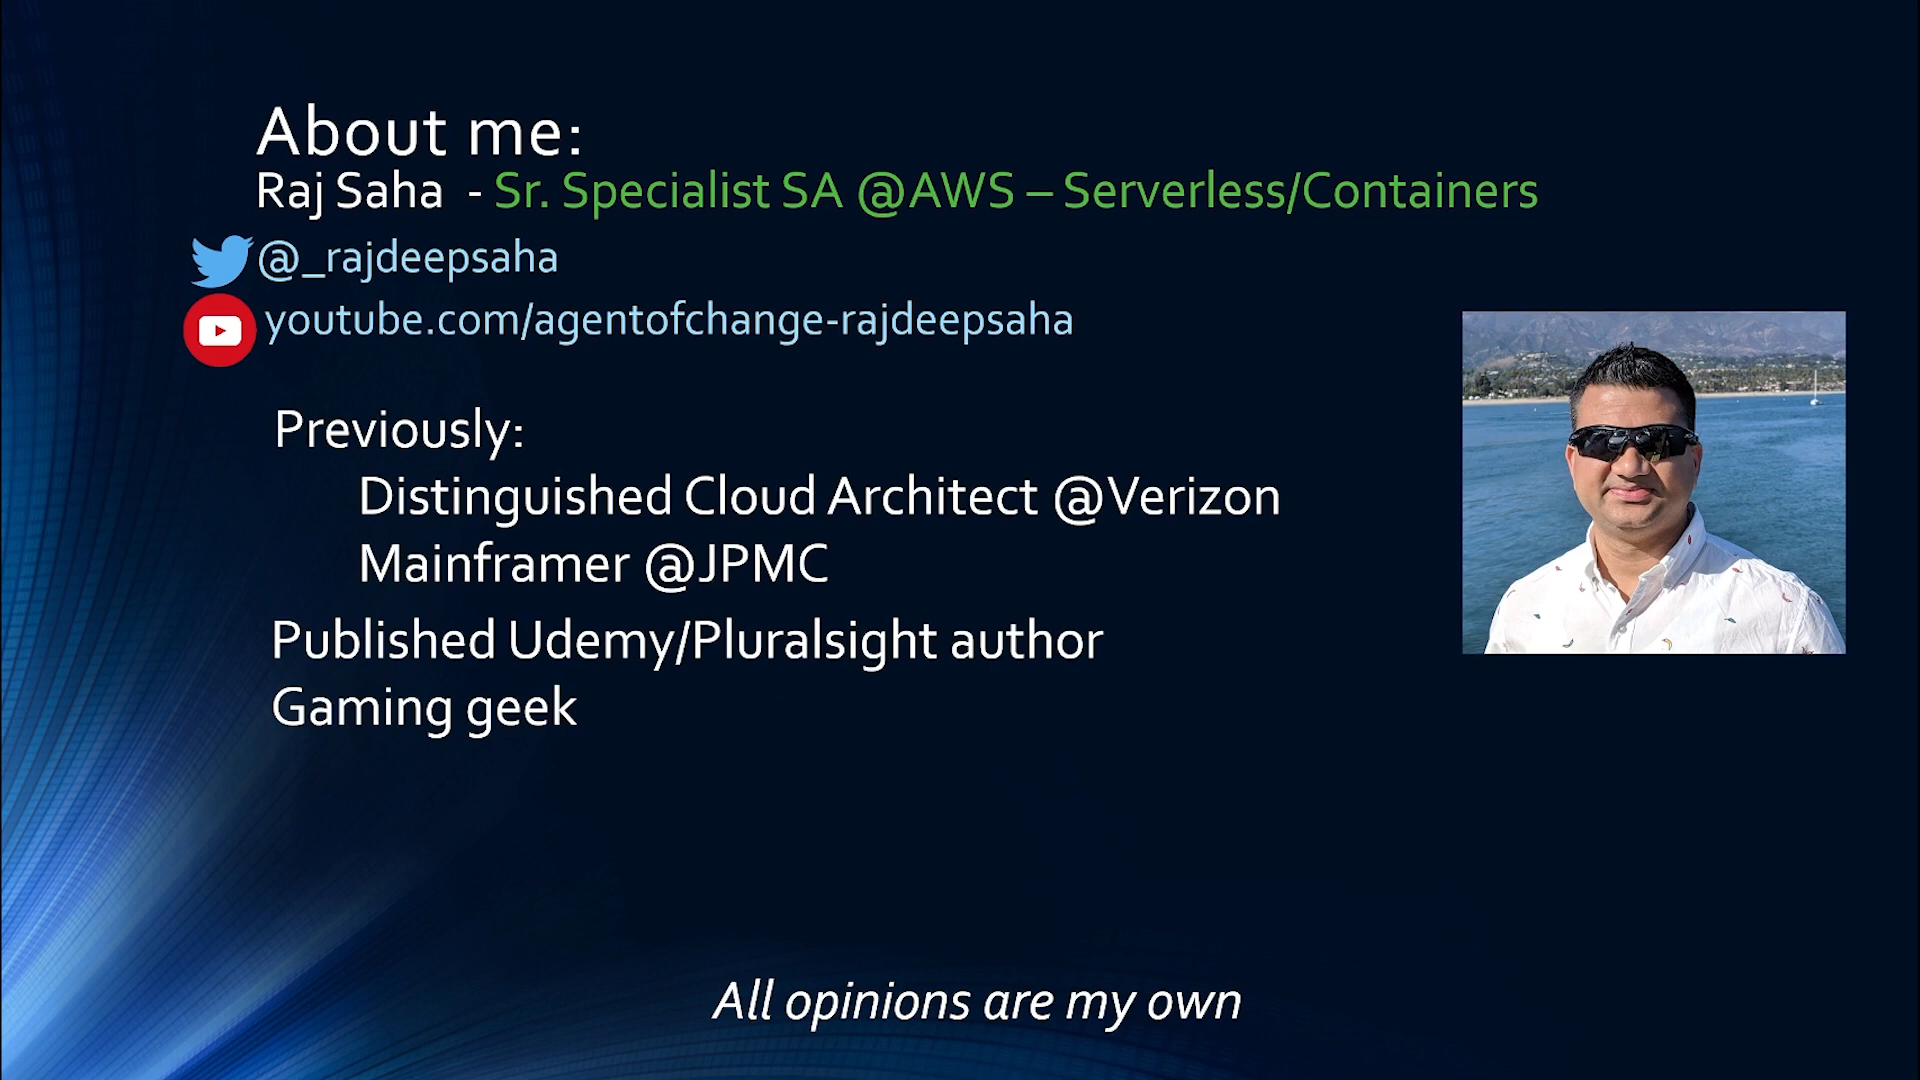 About me:
Raj Saha - Sr. Specialist SA @AWS – Serverless/Containers
@_rajdeepsaha
youtube.com/agentofchange-rajdeepsaha
Previously:
Distinguished Cloud Architect @Verizon
Mainframer @JPMC
Published Udemy/Pluralsight author
Gaming geek
All opinions are my own